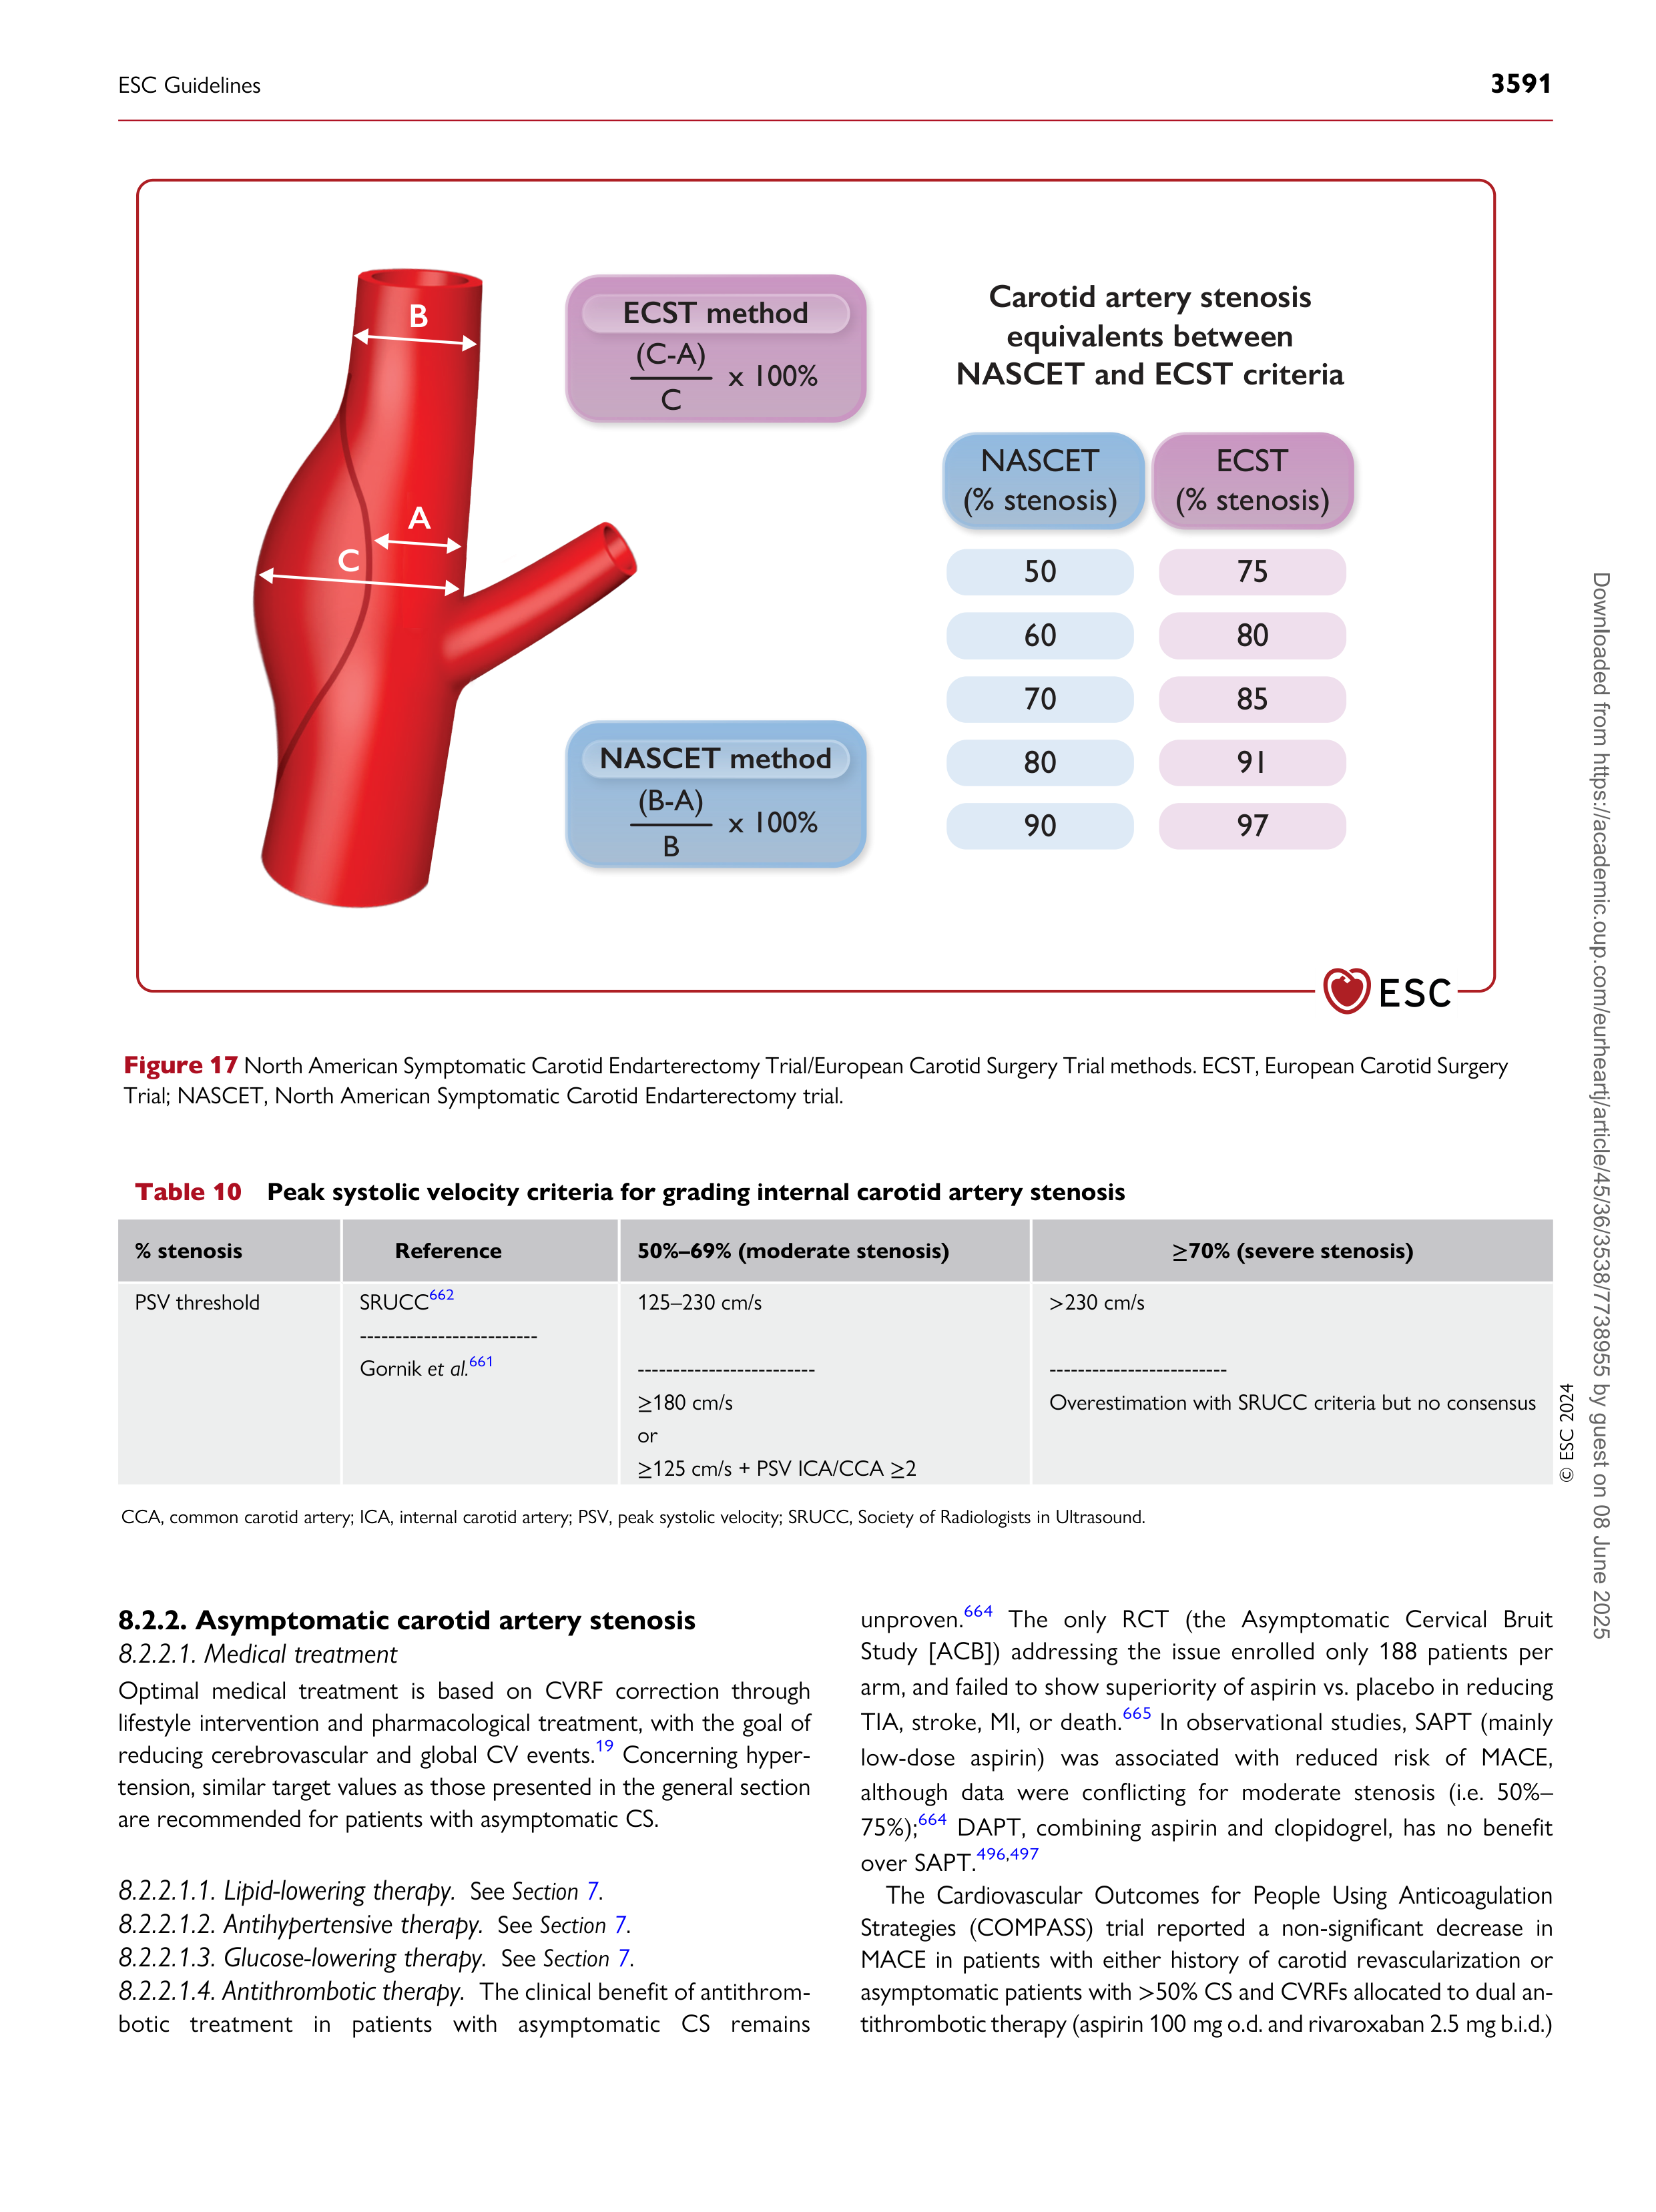 ESC Guidelines
3591
B
A
C
ECST method
(C-A)
C
x 100%
NASCET method
(B-A)
B
x 100%
Carotid artery stenosis
equivalents between
NASCET and ECST criteria
NASCET
(% stenosis)
ECST
(% stenosis)
50 75
60 80
70 85
80 91
90 97
ESC
Figure 17 North American Symptomatic Carotid Endarterectomy Trial/European Carotid Surgery Trial methods. ECST, European Carotid Surgery
Trial; NASCET, North American Symptomatic Carotid Endarterectomy trial.
Table 10 Peak systolic velocity criteria for grading internal carotid artery stenosis
% stenosis Reference 50%–69% (moderate stenosis) ≥70% (severe stenosis)
PSV threshold SRUCC662 125–230 cm/s >230 cm/s
-------------------------
Gornik et al.661 ------------------------- -------------------------
≥180 cm/s Overestimation with SRUCC criteria but no consensus
or
≥125 cm/s + PSV ICA/CCA ≥2
© ESC 2024
CCA, common carotid artery; ICA, internal carotid artery; PSV, peak systolic velocity; SRUCC, Society of Radiologists in Ultrasound.
8.2.2. Asymptomatic carotid artery stenosis
8.2.2.1. Medical treatment
Optimal medical treatment is based on CVRF correction through
lifestyle intervention and pharmacological treatment, with the goal of
reducing cerebrovascular and global CV events.19 Concerning hyper-
tension, similar target values as those presented in the general section
are recommended for patients with asymptomatic CS.
8.2.2.1.1. Lipid-lowering therapy. See Section 7.
8.2.2.1.2. Antihypertensive therapy. See Section 7.
8.2.2.1.3. Glucose-lowering therapy. See Section 7.
8.2.2.1.4. Antithrombotic therapy. The clinical benefit of antithrom-
botic treatment in patients with asymptomatic CS remains
unproven.664 The only RCT (the Asymptomatic Cervical Bruit
Study [ACB]) addressing the issue enrolled only 188 patients per
arm, and failed to show superiority of aspirin vs. placebo in reducing
TIA, stroke, MI, or death.665 In observational studies, SAPT (mainly
low-dose aspirin) was associated with reduced risk of MACE,
although data were conflicting for moderate stenosis (i.e. 50%–
75%);664 DAPT, combining aspirin and clopidogrel, has no benefit
over SAPT.496,497
The Cardiovascular Outcomes for People Using Anticoagulation
Strategies (COMPASS) trial reported a non-significant decrease in
MACE in patients with either history of carotid revascularization or
asymptomatic patients with >50% CS and CVRFs allocated to dual an-
tithrombotic therapy (aspirin 100 mg o.d. and rivaroxaban 2.5 mg b.i.d.)
Downloaded from https://academic.oup.com/eurheartj/article/45/36/3538/7738955 by guest on 08 June 2025